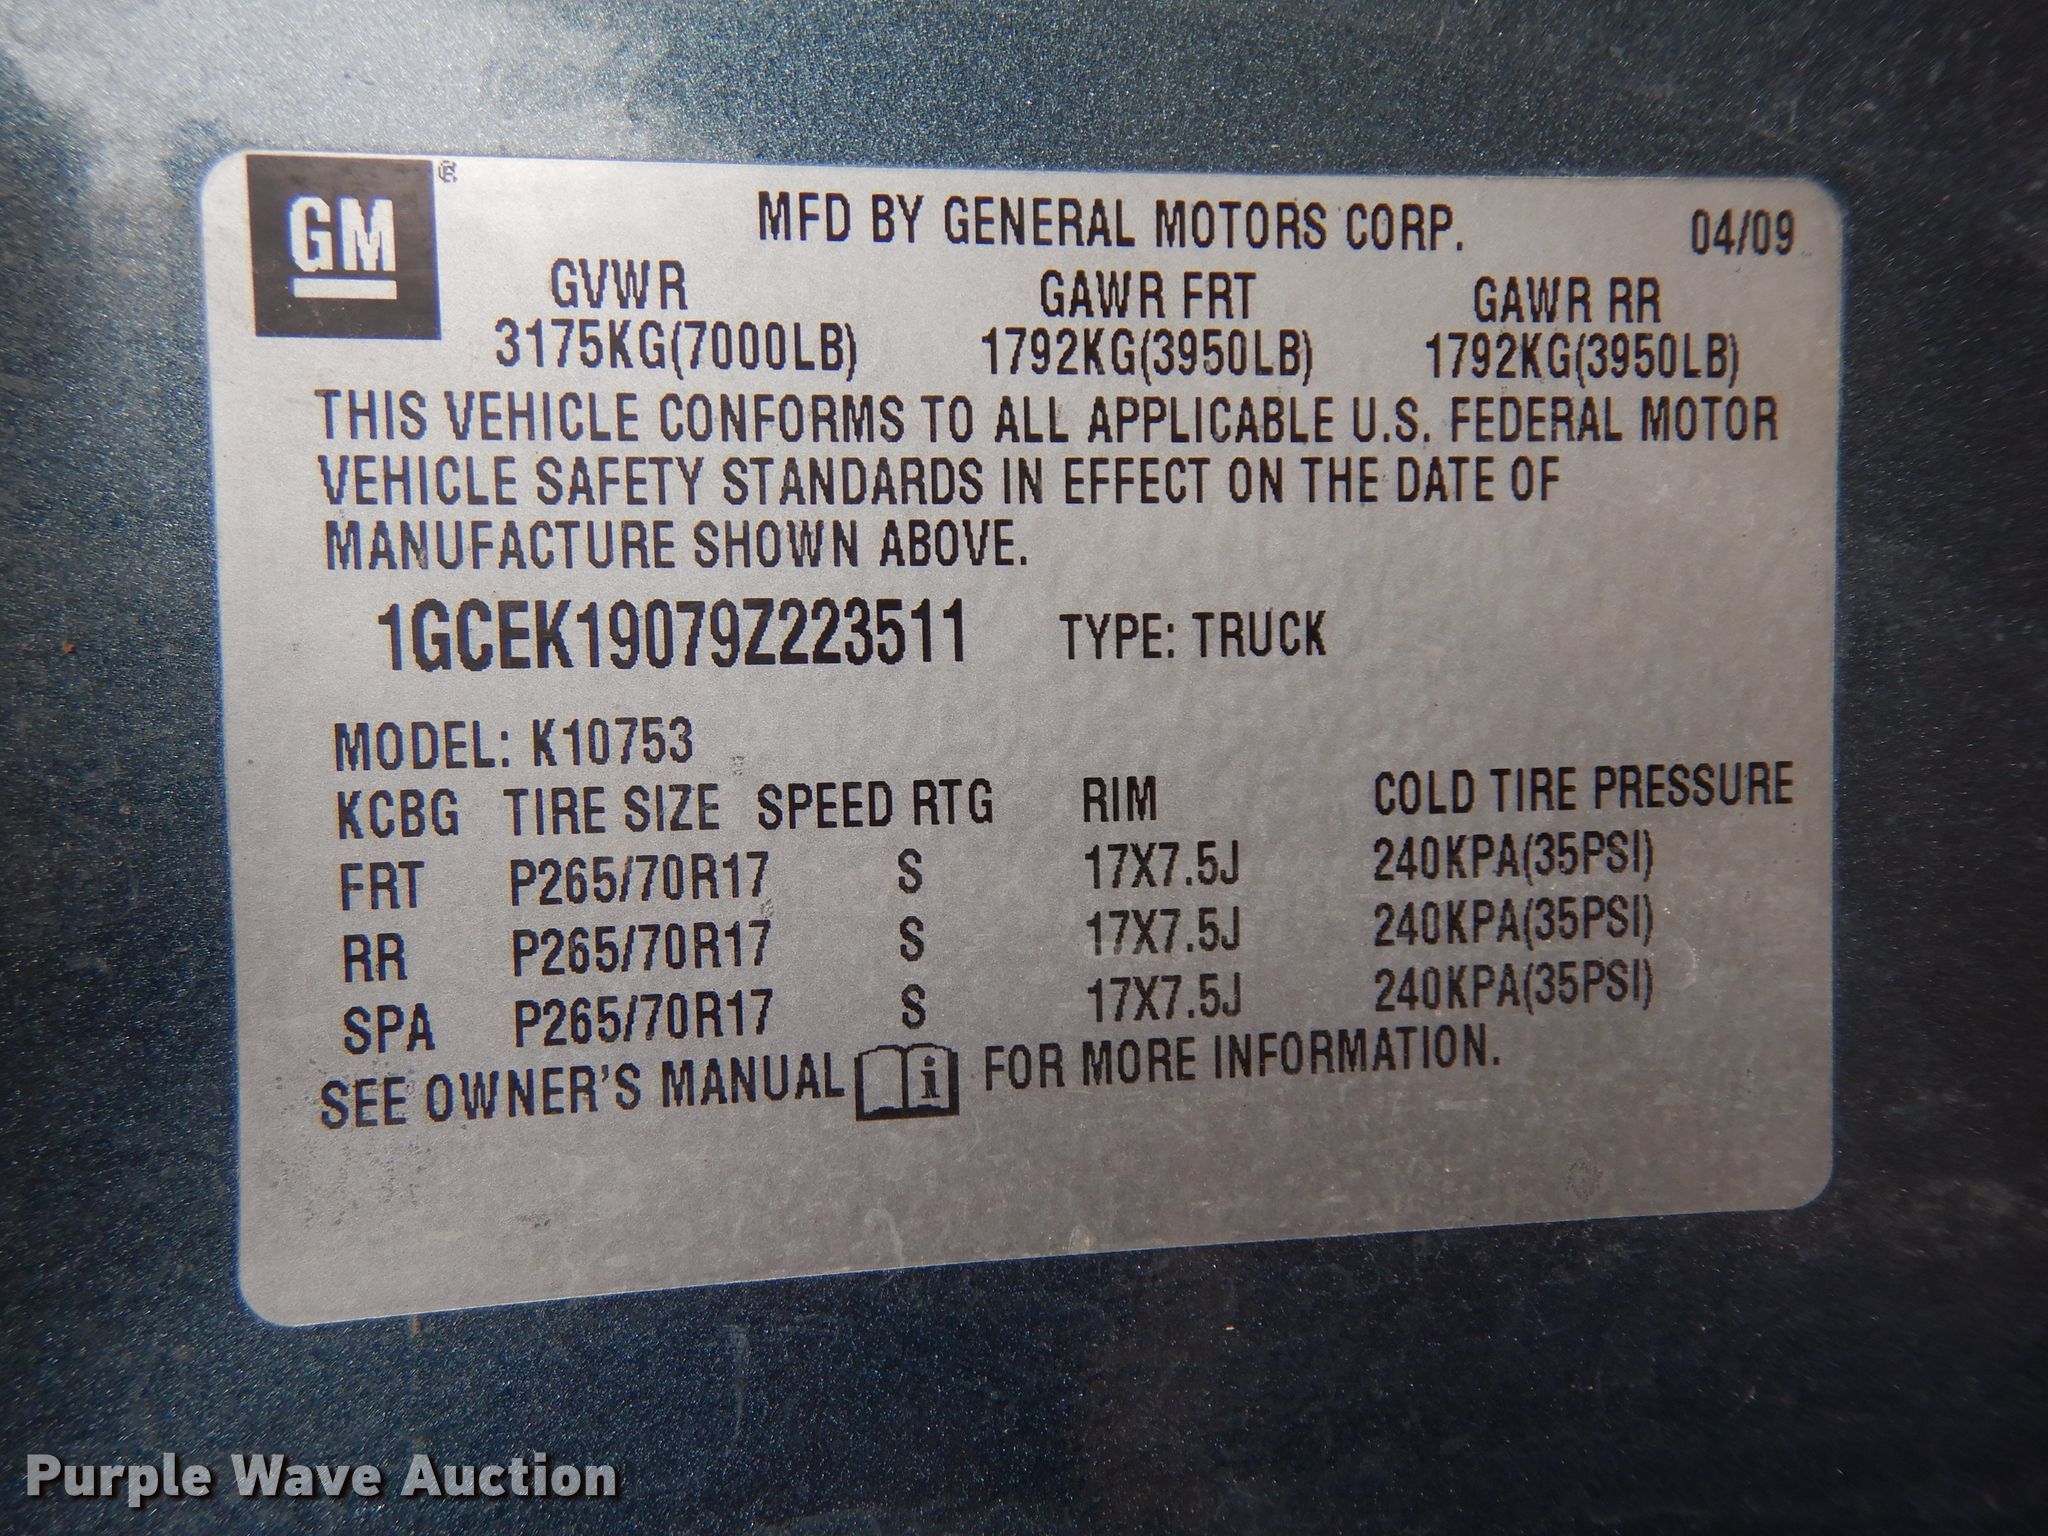 GM
MFD BY GENERAL MOTORS CORP. 04/09
GVWR GAWR FRT GAWR RR
3175KG(7000LB) 1792KG(3950LB) 1792KG(3950LB)
THIS VEHICLE CONFORMS TO ALL APPLICABLE U.S. FEDERAL MOTOR
VEHICLE SAFETY STANDARDS IN EFFECT ON THE DATE OF
MANUFACTURE SHOWN ABOVE.
1GCEK19079Z223511 TYPE: TRUCK
MODEL: K10753
KCBG TIRE SIZE SPEED RTG RIM COLD TIRE PRESSURE
FRT P265/70R17 S 17X7.5J 240KPA(35PSI)
RR P265/70R17 S 17X7.5J 240KPA(35PSI)
SPA P265/70R17 S 17X7.5J 240KPA(35PSI)
SEE OWNER'S MANUAL i FOR MORE INFORMATION.
Purple Wave Auction